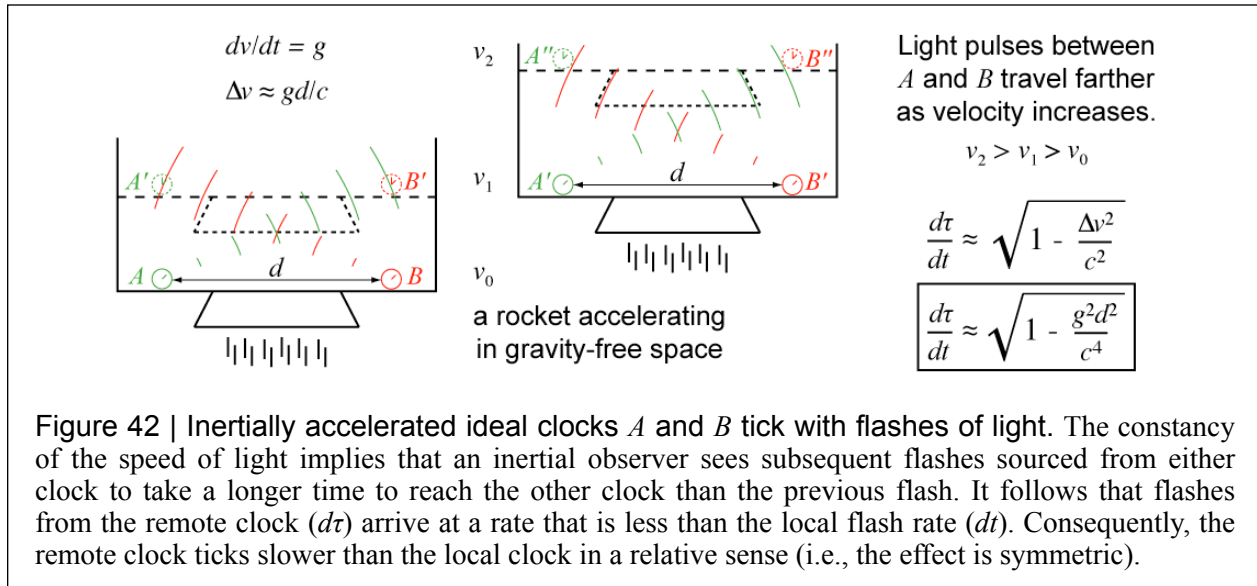 dv/dt = g
Δv ≈ gd/c
A′
B′
A
d
B
v₂
v₁
v₀
A″
B″
A′
d
B′
a rocket accelerating
in gravity-free space
Light pulses between
A and B travel farther
as velocity increases.
v₂ > v₁ > v₀
dτ/dt ≈ √(1 - Δv²/c²)
dτ/dt ≈ √(1 - g²d²/c⁴)
Figure 42 | Inertially accelerated ideal clocks A and B tick with flashes of light. The constancy
of the speed of light implies that an inertial observer sees subsequent flashes sourced from either
clock to take a longer time to reach the other clock than the previous flash. It follows that flashes
from the remote clock (dτ) arrive at a rate that is less than the local flash rate (dt). Consequently, the
remote clock ticks slower than the local clock in a relative sense (i.e., the effect is symmetric).